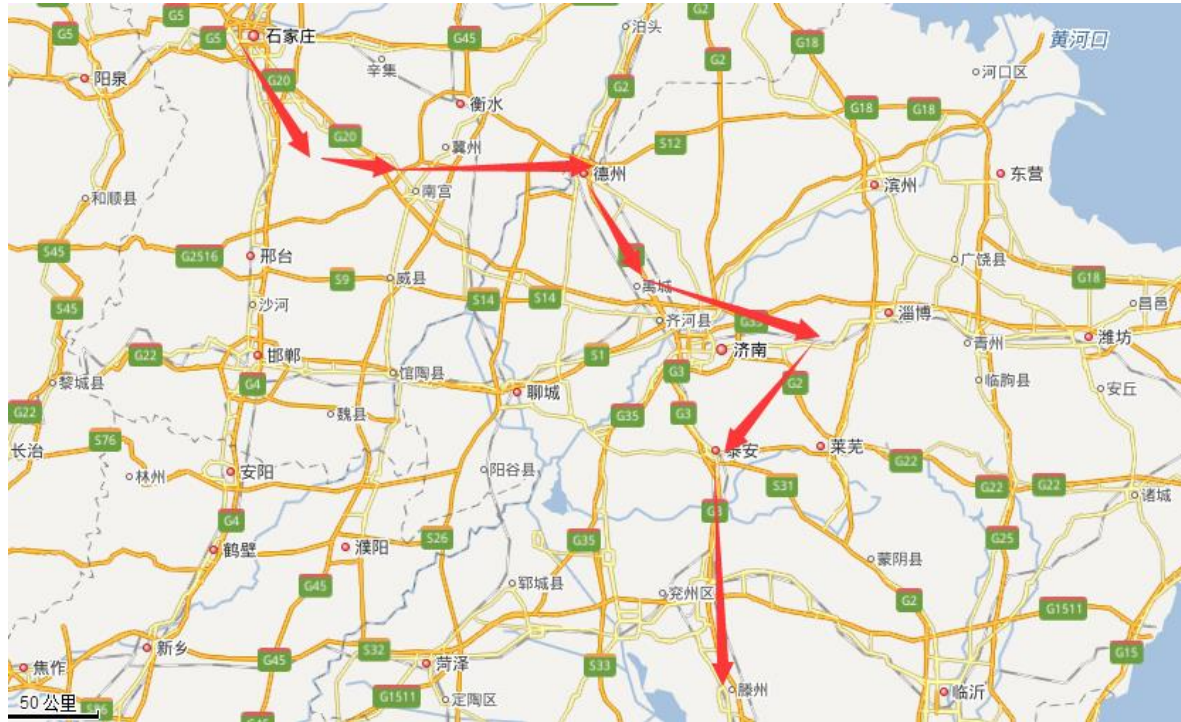 G5
石家庄
G5
G5
G45
泊头
G18
黄河口
河口区
阳泉
G20
辛集
G2
G2
衡水
G18
G18
G20
冀州
S12
和顺县
南宫
德州
滨州
东营
S45
G2516
邢台
S9
威县
S14
S14
禹城
广饶县
G18
昌邑
S45
沙河
齐河县
淄博
潍坊
G22
邯郸
S1
济南
青州
黎城县
G4
馆陶县
聊城
G3
G2
临朐县
安丘
G22
魏县
G35
G3
长治
S76
林州
安阳
阳谷县
泰安
莱芜
G22
G22
G22
诸城
S31
G4
G3
鹤壁
濮阳
S26
G35
G25
蒙阴县
G45
郓城县
兖州区
G2
G1511
新乡
S32
G45
菏泽
S33
G15
焦作
G1511
定陶区
滕州
临沂
50 公里